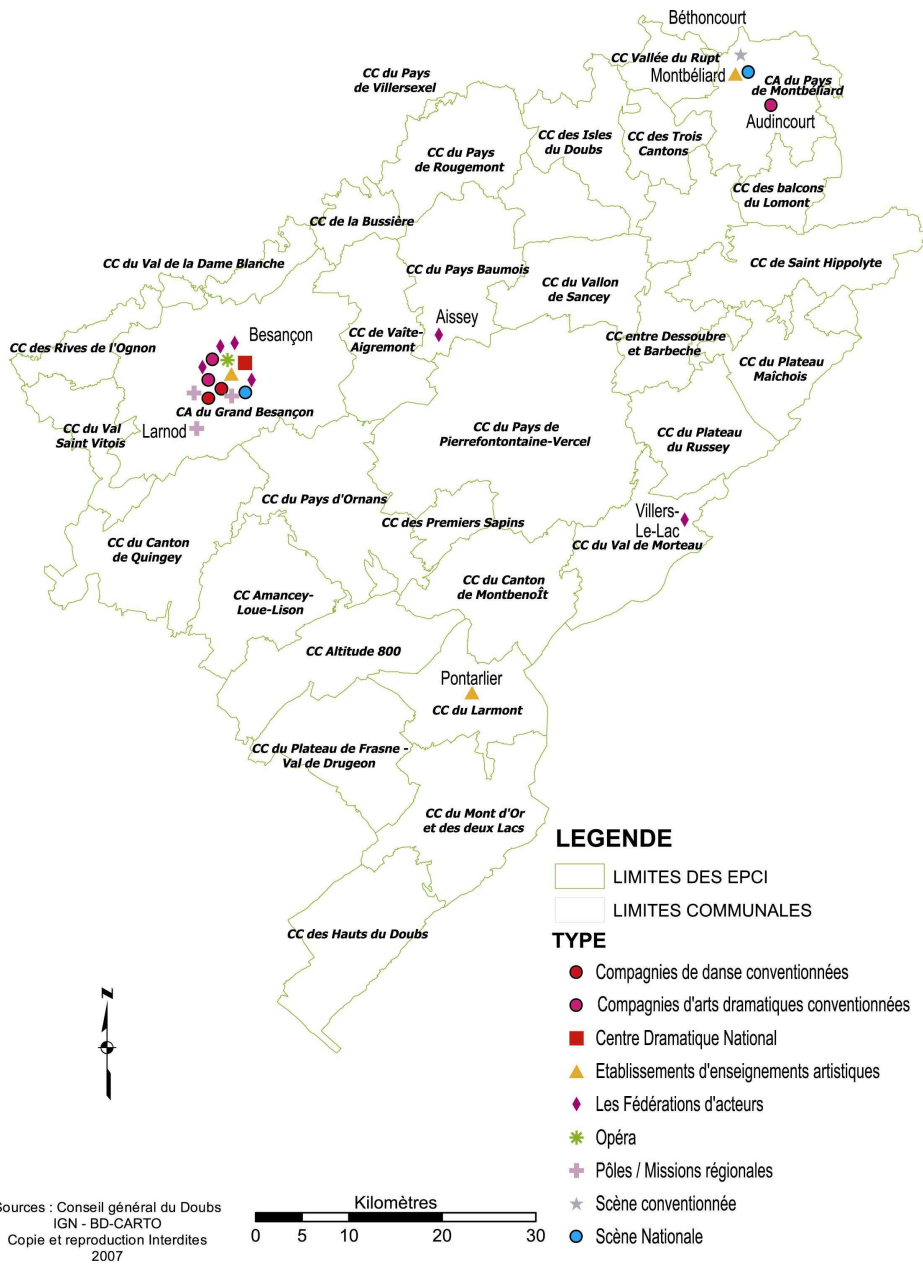 Béthoncourt
CC Vallée du Rupt
Montbéliard
CA du Pays
de Montbéliard
Audincourt
CC du Pays
de Villersexel
CC des Isles
du Doubs
CC des Trois
Cantons
CC du Pays
de Rougemont
CC des balcons
du Lomont
CC de la Bussière
CC du Val de la Dame Blanche
CC du Pays Baumois
CC du Vallon
de Sancey
CC de Saint Hippolyte
Aissey
Besançon
CC des Rives de l'Ognon
CC de Vaîte-
Aigremont
CC entre Dessoubre
et Barbeche
CC du Plateau
Maîchois
CA du Grand Besançon
CC du Val
Saint Vitois
Larnod
CC du Pays de
Pierrefontontaine-Vercel
CC du Plateau
du Russey
CC du Pays d'Ornans
CC des Premiers Sapins
Villers-
Le-Lac
CC du Val de Morteau
CC du Canton
de Quingey
CC Amancey-
Loue-Lison
CC du Canton
de MontbenoÎt
CC Altitude 800
Pontarlier
CC du Larmont
CC du Plateau de Frasne -
Val de Drugeon
CC du Mont d'Or
et des deux Lacs
CC des Hauts du Doubs
LEGENDE
LIMITES DES EPCI
LIMITES COMMUNALES
TYPE
Compagnies de danse conventionnées
Compagnies d'arts dramatiques conventionnées
Centre Dramatique National
Etablissements d'enseignements artistiques
Les Fédérations d'acteurs
Opéra
Pôles / Missions régionales
Scène conventionnée
Scène Nationale
N
Sources : Conseil général du Doubs
IGN - BD-CARTO
Copie et reproduction Interdites
2007
Kilomètres
0 5 10 20 30